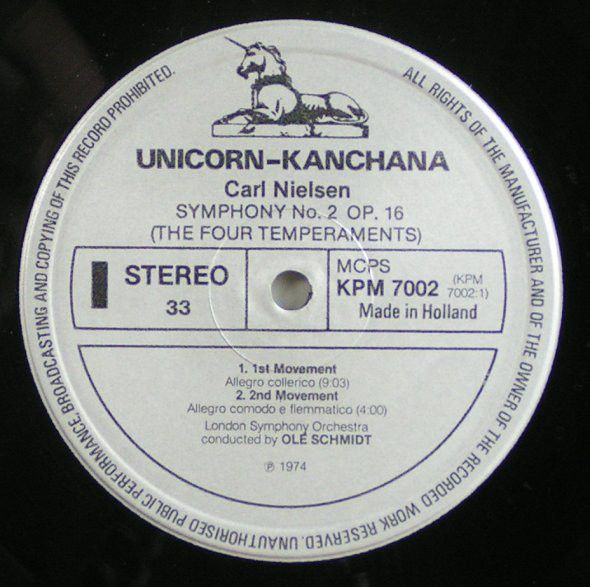 UNICORN-KANCHANA
Carl Nielsen
SYMPHONY No. 2 OP. 16
(THE FOUR TEMPERAMENTS)
STEREO
33
MCPS
KPM 7002
(KPM
7002:1)
Made in Holland
1. 1st Movement
Allegro collerico (9:03)
2. 2nd Movement
Allegro comodo e flemmatico (4:00)
London Symphony Orchestra
conducted by OLE SCHMIDT
℗ 1974
ALL RIGHTS OF THE MANUFACTURER AND OF THE OWNER OF THE RECORDED WORK RESERVED. UNAUTHORISED PUBLIC PERFORMANCE, BROADCASTING AND COPYING OF THIS RECORD PROHIBITED.